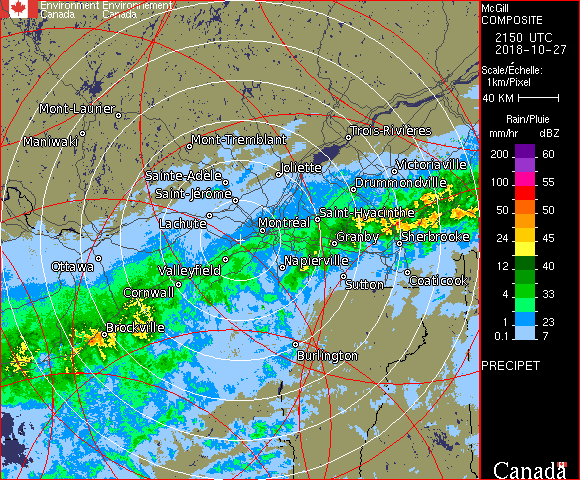 Environment Environnement
Canada Canada
McGill
COMPOSITE
2150 UTC
2018-10-27
Scale/Échelle:
1km/Pixel
40 KM
Rain/Pluie
mm/hr dBZ
200 60
100 55
50 50
24 45
12 40
4 33
1 23
0.1 7
PRECIPET
Canada
Mont-Laurier
Maniwaki
Mont-Tremblant
Trois-Rivières
Sainte-Adèle
Joliette
Victoriaville
Saint-Jérôme
Drummondville
Lachute
Montréal
Saint-Hyacinthe
Granby
Sherbrooke
Ottawa
Valleyfield
Napierville
Cornwall
Sutton
Coaticook
Brockville
Burlington